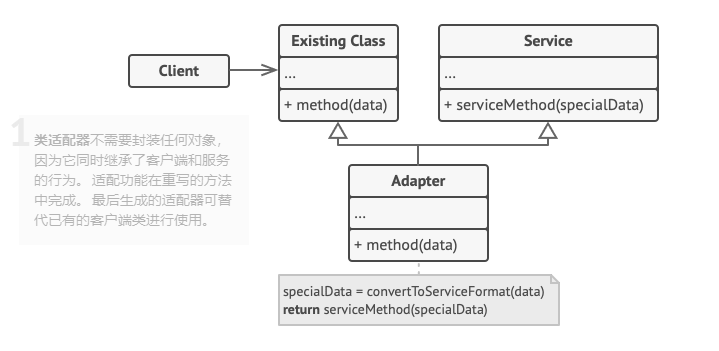 Client
Existing Class
...
+ method(data)
Service
...
+ serviceMethod(specialData)
1
类适配器不需要封装任何对象，
因为它同时继承了客户端和服务
的行为。适配功能在重写的方法
中完成。最后生成的适配器可替
代已有的客户端类进行使用。
Adapter
...
+ method(data)
specialData = convertToServiceFormat(data)
return serviceMethod(specialData)